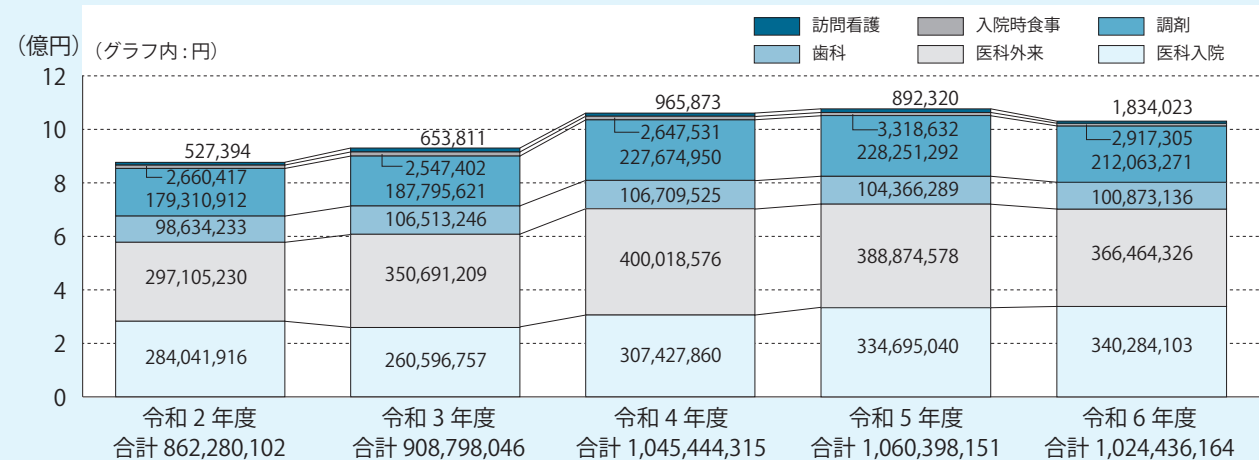 訪問看護 入院時食事 調剤
歯科 医科外来 医科入院
（億円）（グラフ内 : 円）
12
10
8
6
4
2
0
527,394
2,660,417
179,310,912
98,634,233
297,105,230
284,041,916
令和 2 年度
合計 862,280,102
653,811
2,547,402
187,795,621
106,513,246
350,691,209
260,596,757
令和 3 年度
合計 908,798,046
965,873
2,647,531
227,674,950
106,709,525
400,018,576
307,427,860
令和 4 年度
合計 1,045,444,315
892,320
3,318,632
228,251,292
104,366,289
388,874,578
334,695,040
令和 5 年度
合計 1,060,398,151
1,834,023
2,917,305
212,063,271
100,873,136
366,464,326
340,284,103
令和 6 年度
合計 1,024,436,164